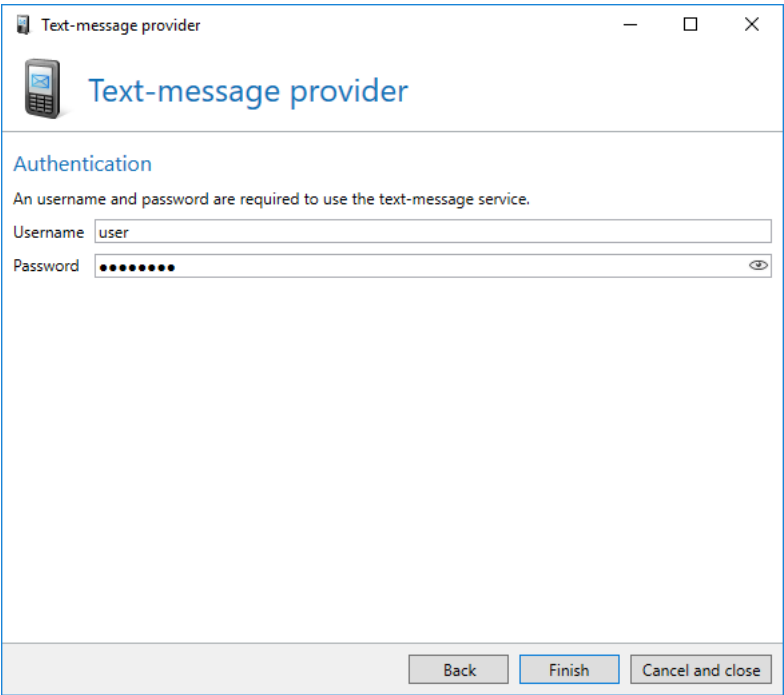 Text-message provider
Text-message provider
Authentication
An username and password are required to use the text-message service.
Username user
Password ●●●●●●●●
Back Finish Cancel and close